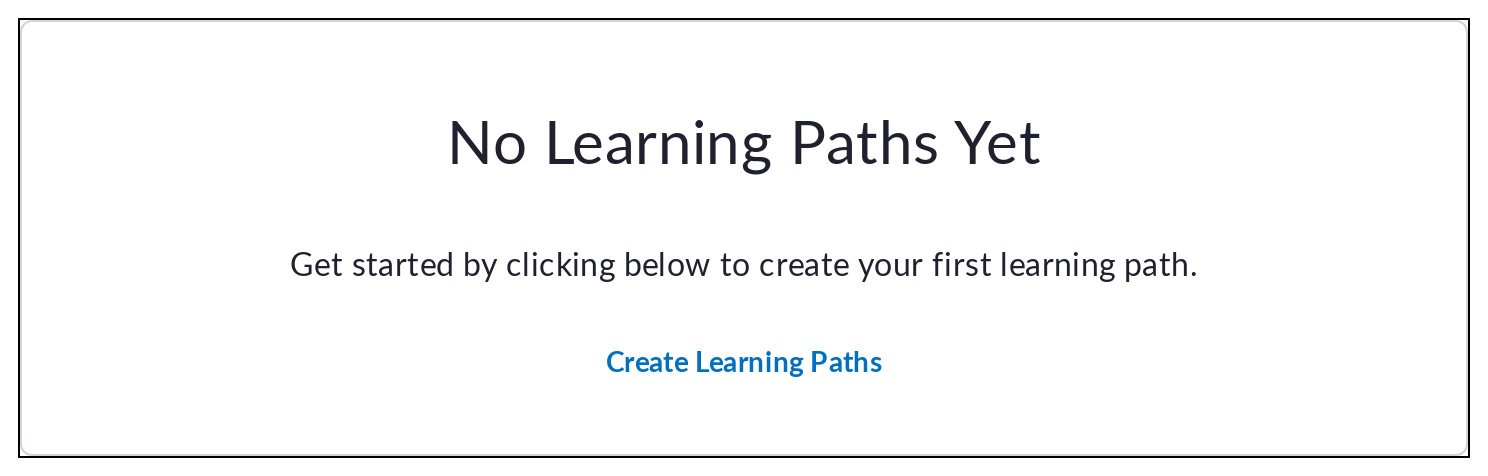 No Learning Paths Yet
Get started by clicking below to create your first learning path.
Create Learning Paths